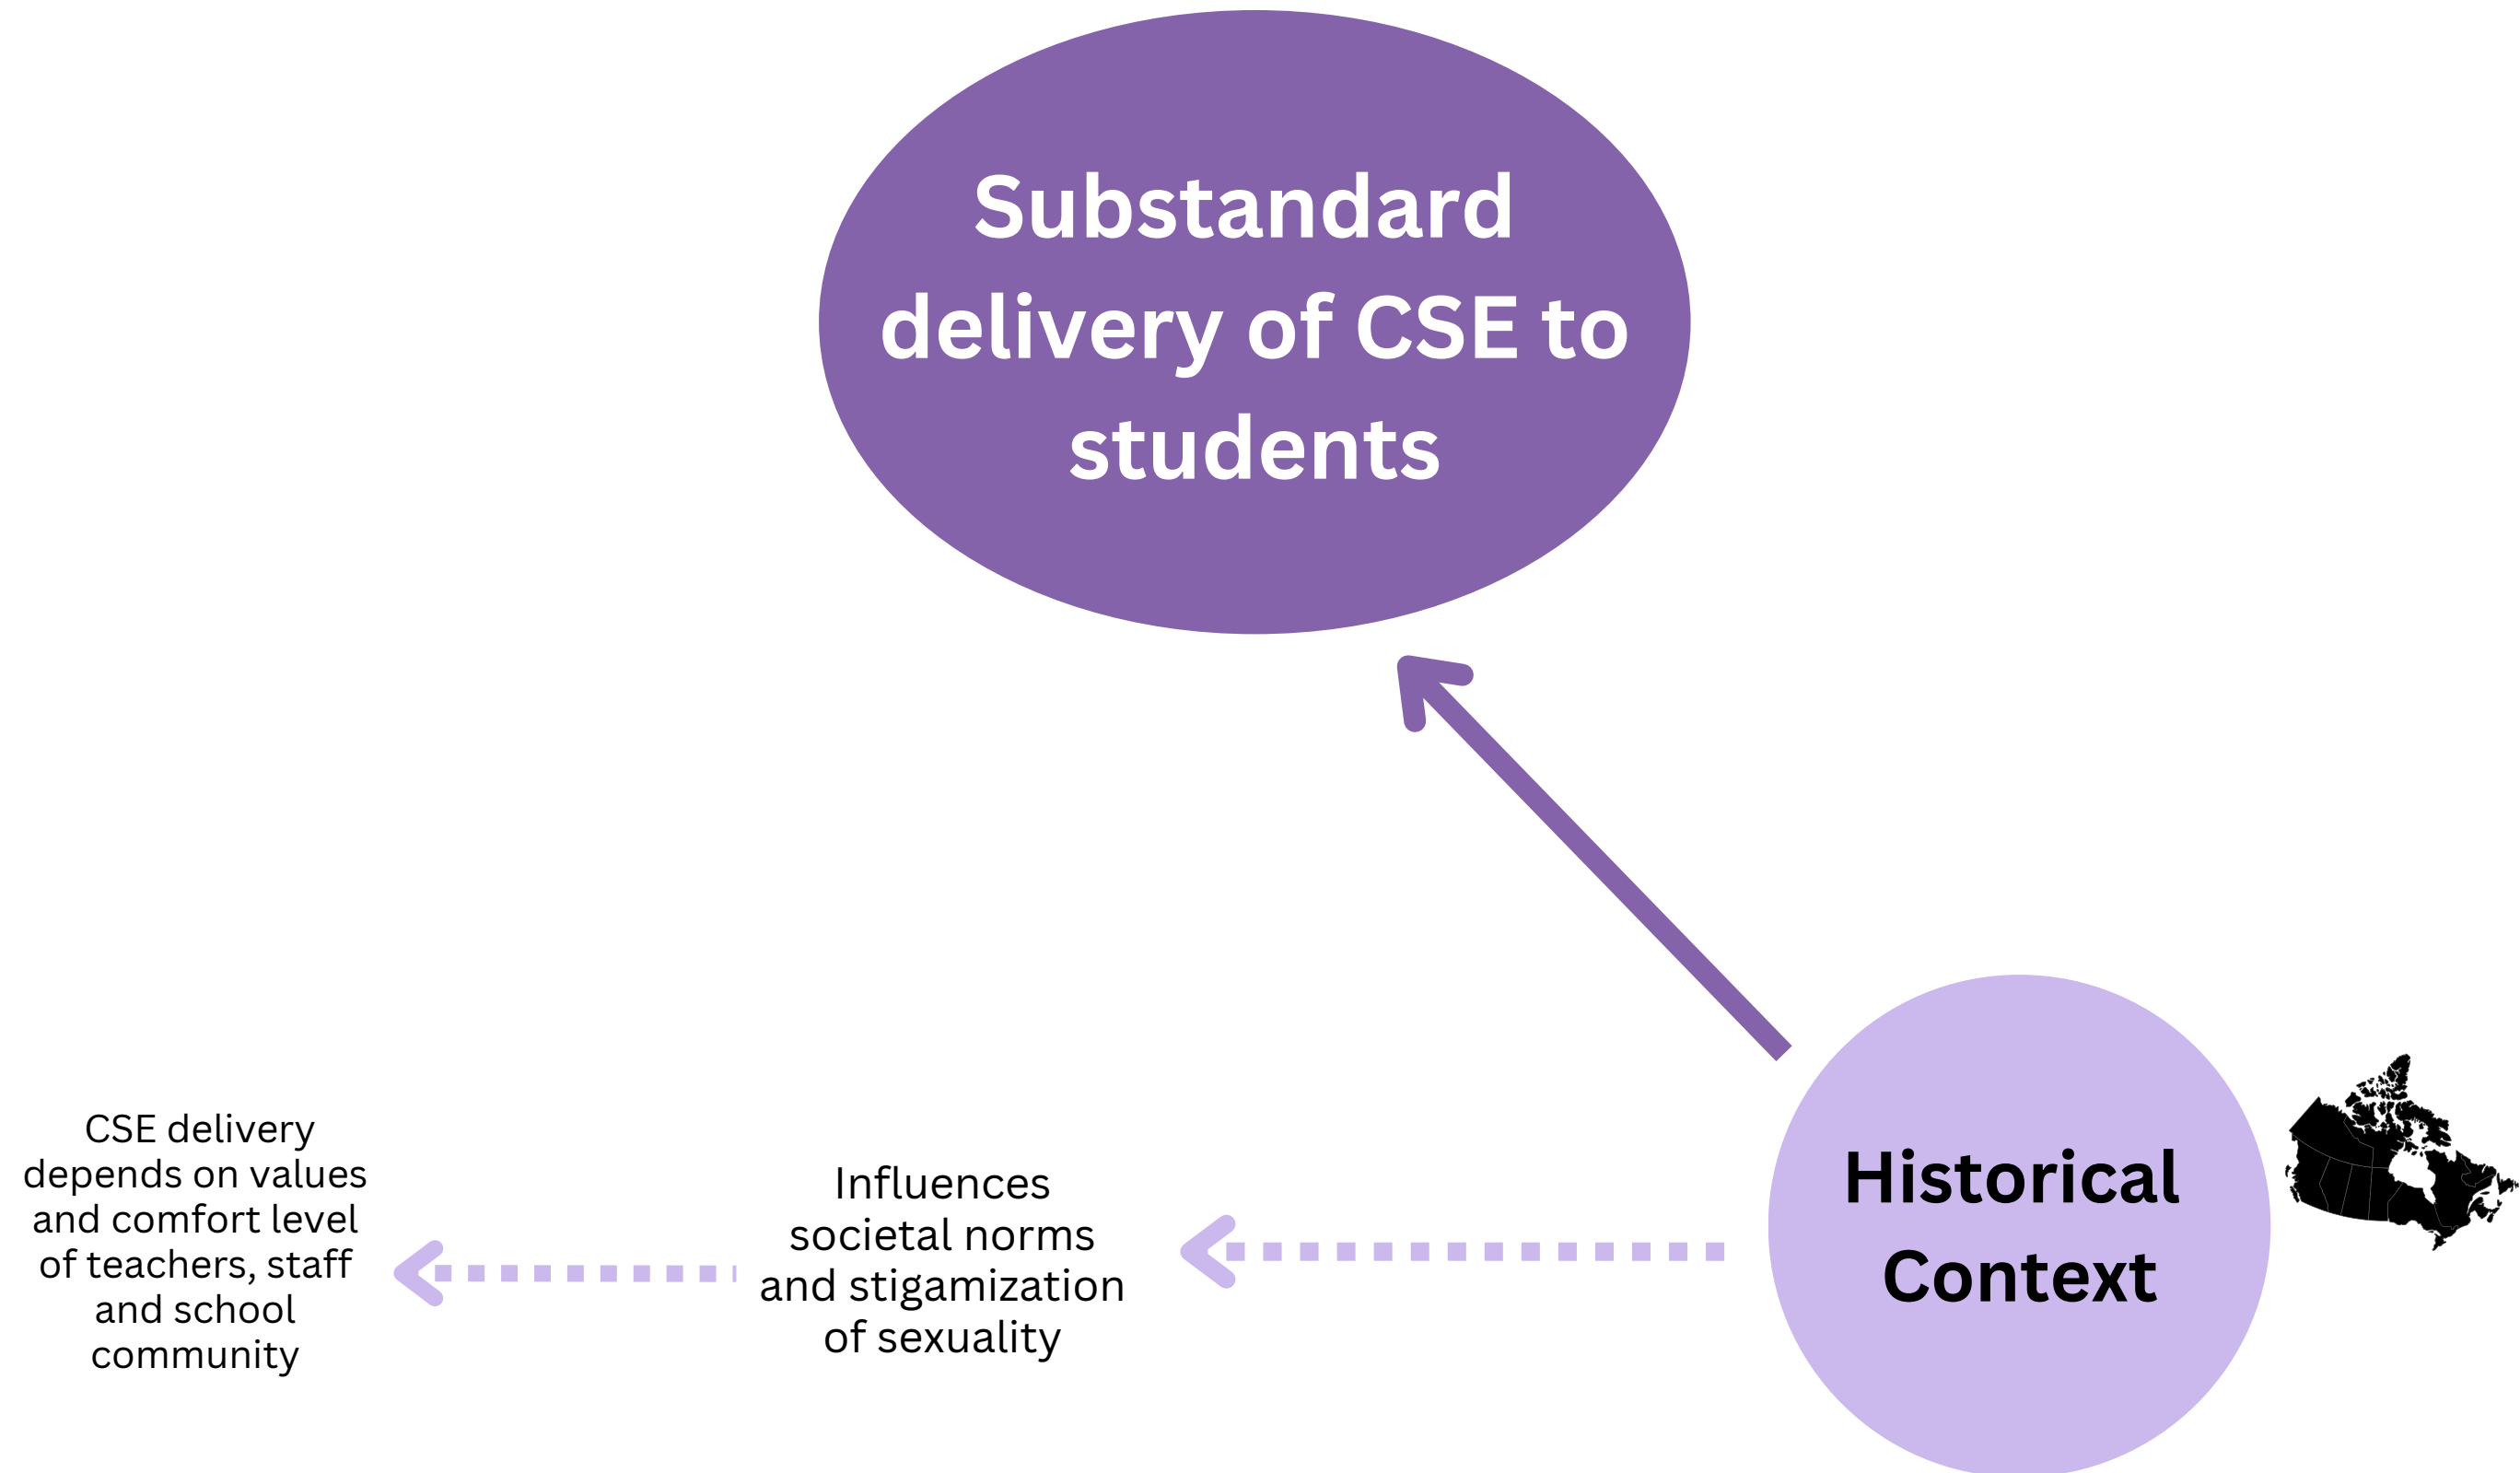 Substandard
delivery of CSE to
students
CSE delivery
depends on values
and comfort level
of teachers, staff
and school
community
Influences
societal norms
and stigamization
of sexuality
Historical
Context